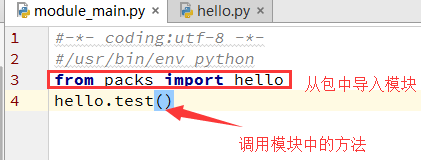 module_main.py hello.py
1 #-*- coding:utf-8 -*-
2 #/usr/bin/env python
3 from packs import hello 从包中导入模块
4 hello.test()
调用模块中的方法